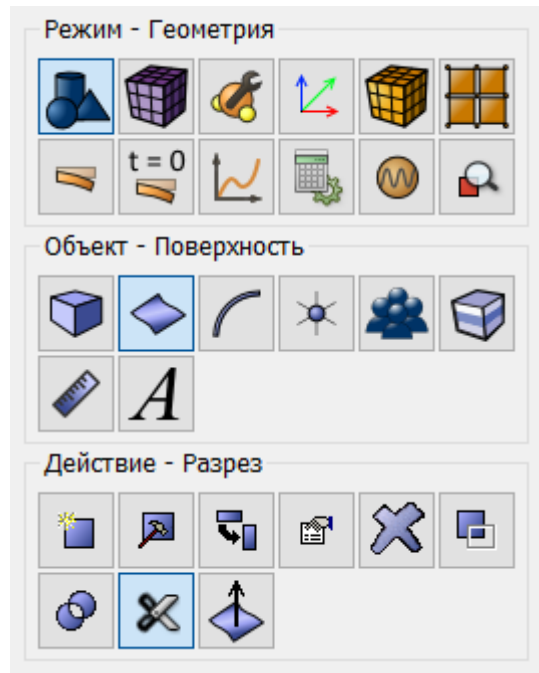 Режим - Геометрия
t = 0
Объект - Поверхность
A
Действие - Разрез